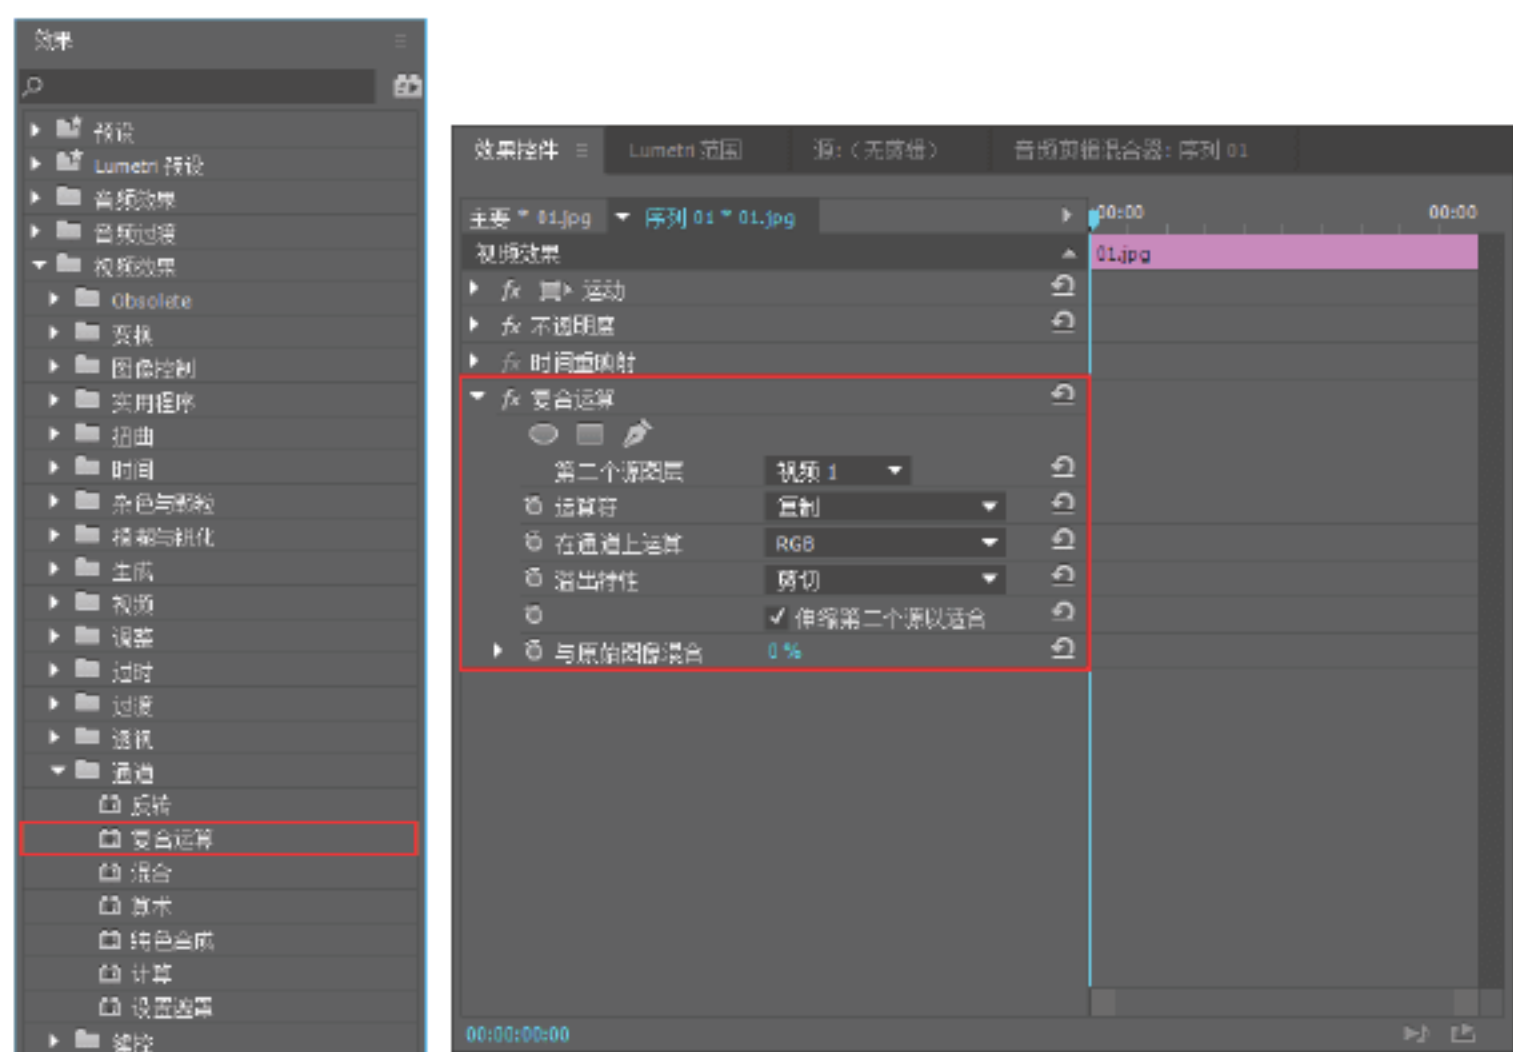 效果
预设
Lumetri 预设
音频效果
音频过渡
视频效果
Obsolete
变换
图像控制
实用程序
扭曲
时间
杂色与颗粒
模糊与锐化
生成
视频
调整
过时
过渡
透视
通道
反转
复合运算
混合
算术
纯色合成
计算
设置遮罩
键控
效果控件 Lumetri 范围 源:（无剪辑） 音频剪辑混合器: 序列 01
主要 * 01.jpg 序列 01 * 01.jpg 00:00 00:00
视频效果 01.jpg
fx 运动
fx 不透明度
fx 时间重映射
fx 复合运算
第二个源图层 视频 1
运算符 复制
在通道上运算 RGB
溢出特性 剪切
伸缩第二个源以适合
与原始图像混合 0 %
00:00:00:00